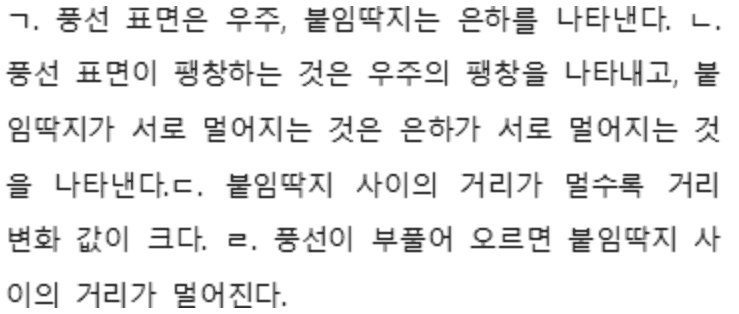 ㄱ. 풍선 표면은 우주, 붙임딱지는 은하를 나타낸다. ㄴ.
풍선 표면이 팽창하는 것은 우주의 팽창을 나타내고, 붙
임딱지가 서로 멀어지는 것은 은하가 서로 멀어지는 것
을 나타낸다.ㄷ. 붙임딱지 사이의 거리가 멀수록 거리
변화 값이 크다. ㄹ. 풍선이 부풀어 오르면 붙임딱지 사
이의 거리가 멀어진다.